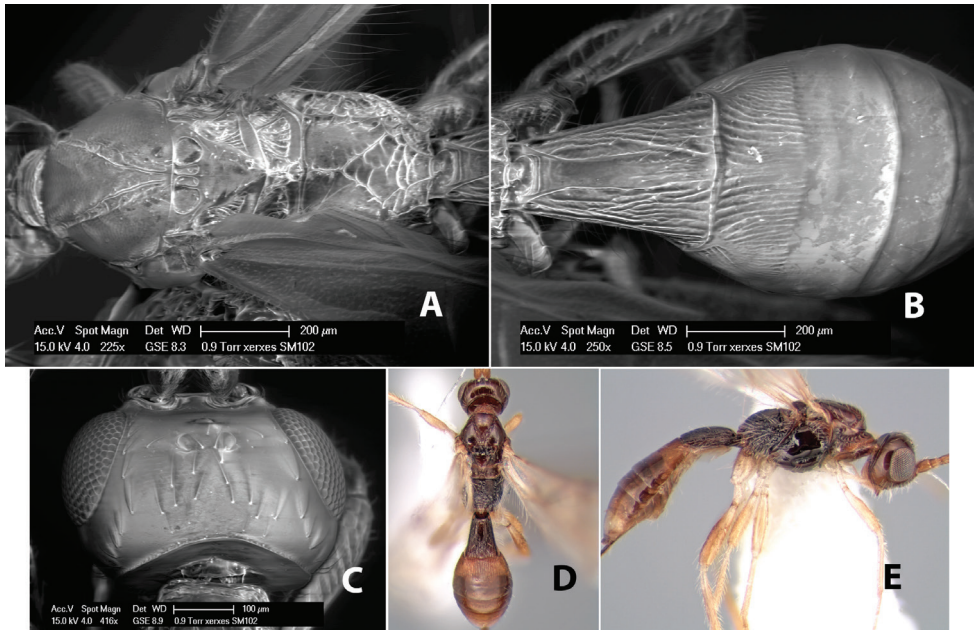 A
Acc.V Spot Magn Det WD 200 µm
15.0 kV 4.0 225x GSE 8.3 0.9 Torr xerxes SM102
B
Acc.V Spot Magn Det WD 200 µm
15.0 kV 4.0 250x GSE 8.5 0.9 Torr xerxes SM102
C
Acc.V Spot Magn Det WD 100 µm
15.0 kV 4.0 416x GSE 8.9 0.9 Torr xerxes SM102
D
E